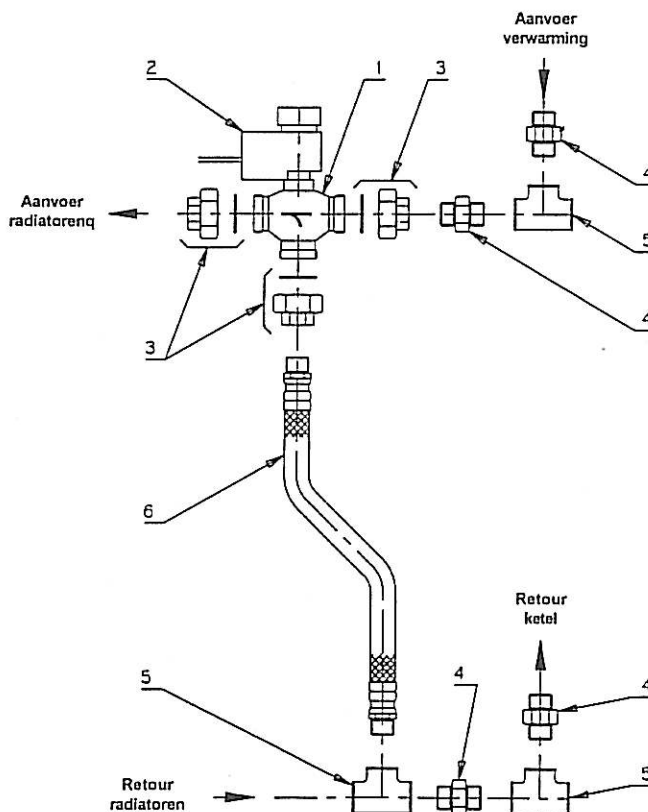 Aanvoer
verwarming
2
1
3
4
Aanvoer
radiatorenq
5
3
4
6
Retour
ketel
5
4
4
Retour
radiatoren
5